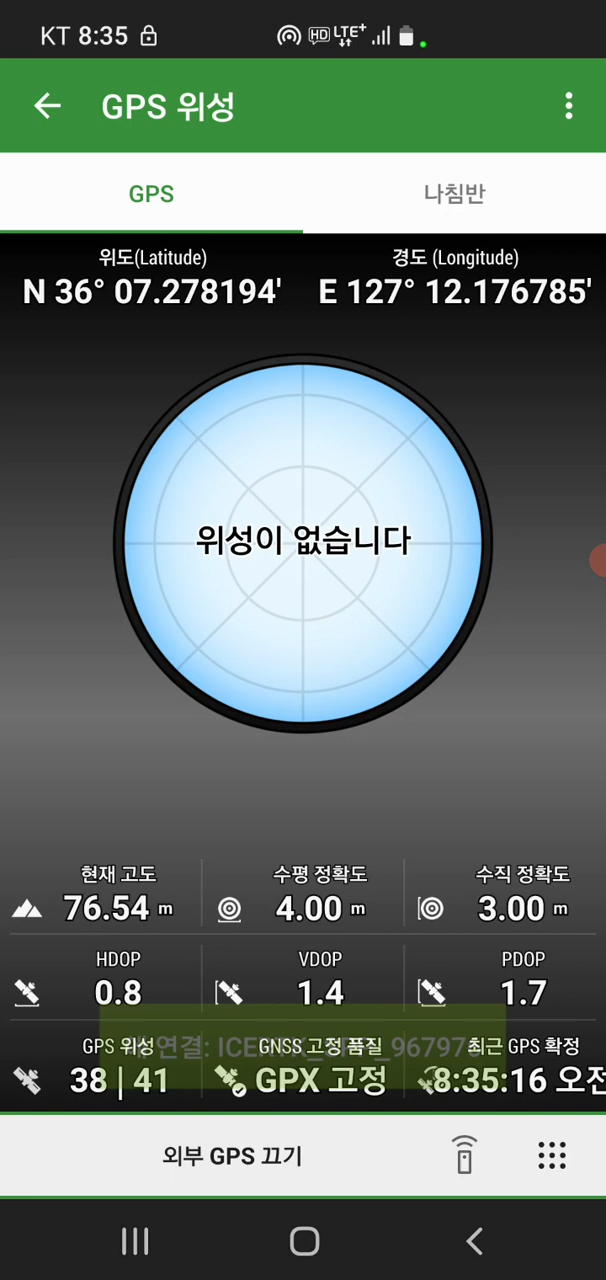 KT 8:35 HD LTE+
GPS 위성
GPS 나침반
위도(Latitude) 경도 (Longitude)
N 36° 07.278194' E 127° 12.176785'
위성이 없습니다
현재 고도 수평 정확도 수직 정확도
76.54 m 4.00 m 3.00 m
HDOP VDOP PDOP
0.8 1.4 1.7
GPS 위성 GNSS 고정 품질 최근 GPS 확정
연결:
38 | 41 GPX 고정 8:35:16 오전
외부 GPS 끄기